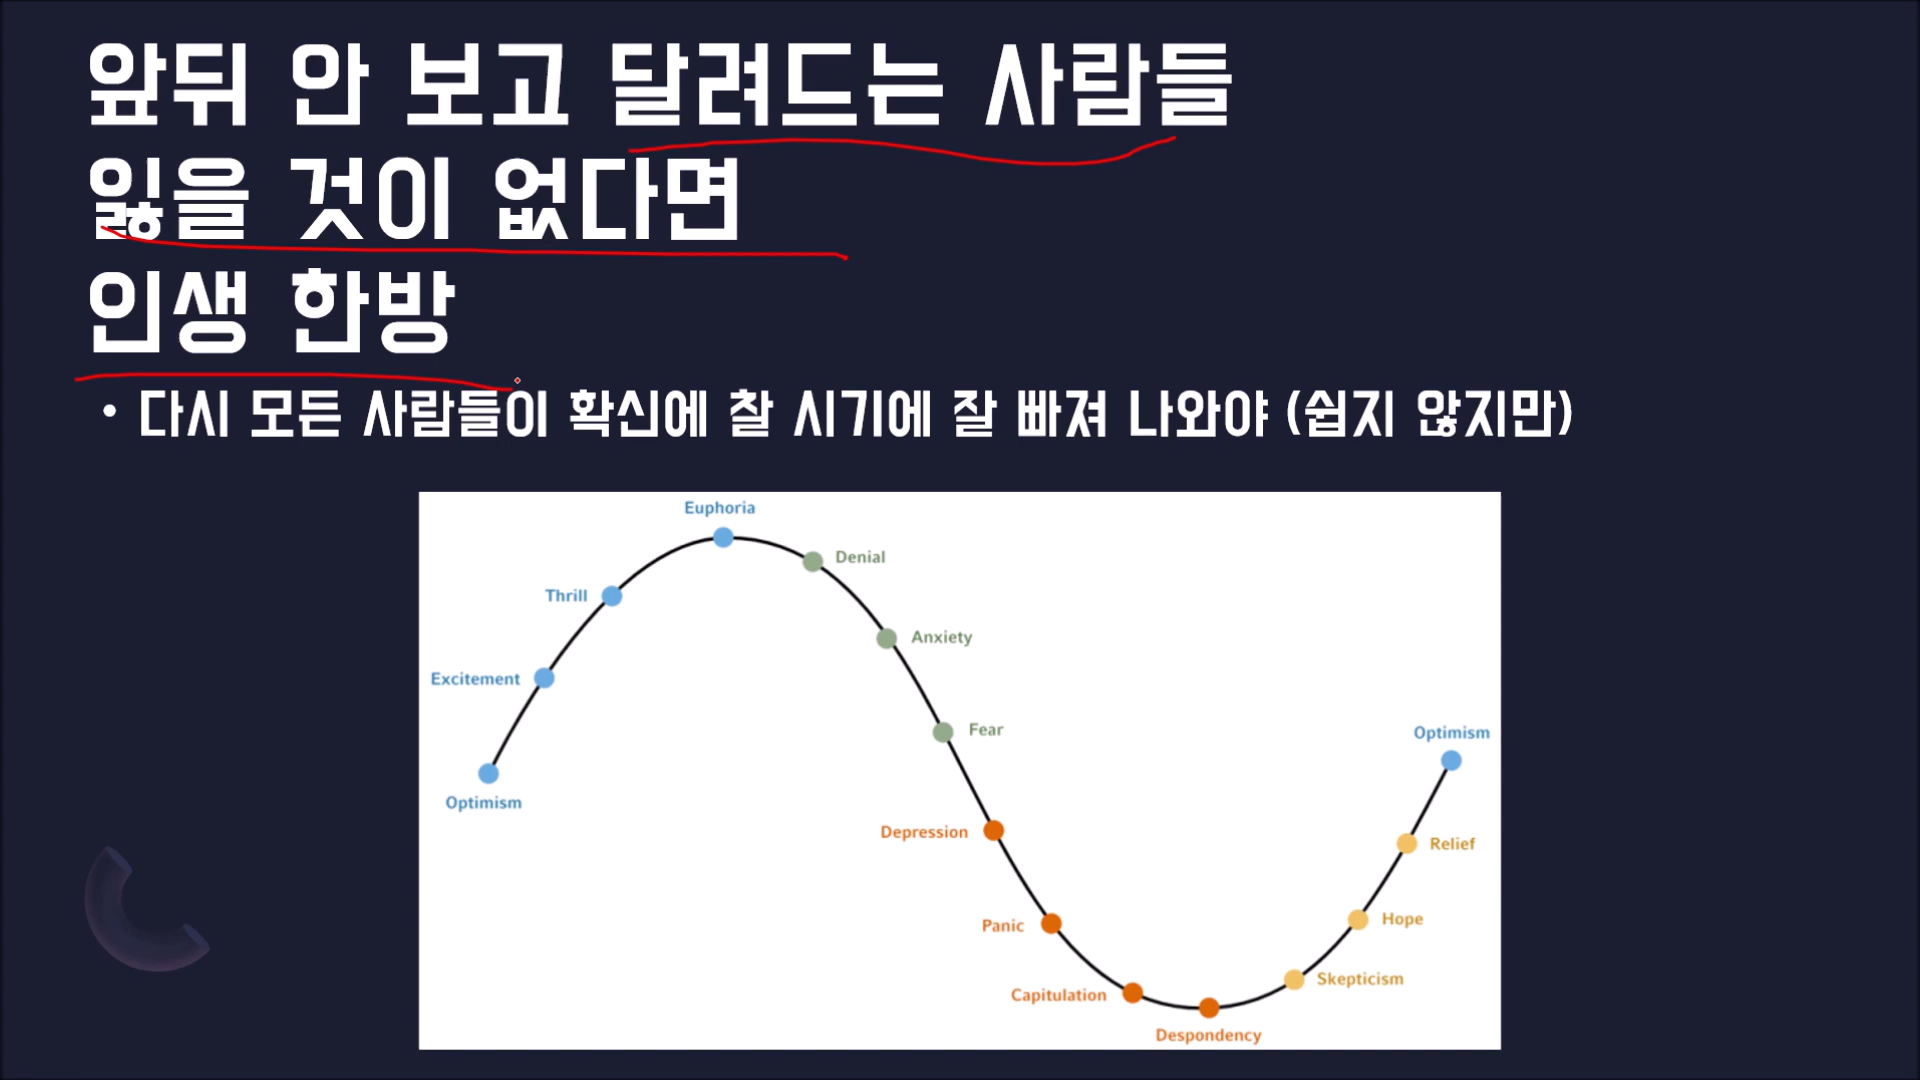 앞뒤 안 보고 달려드는 사람들
잃을 것이 없다면
인생 한방
• 다시 모든 사람들이 확신에 찰 시기에 잘 빠져 나와야 (쉽지 않지만)
Euphoria
Denial
Thrill
Anxiety
Excitement
Fear
Optimism
Optimism
Depression
Relief
Panic
Hope
Skepticism
Capitulation
Despondency